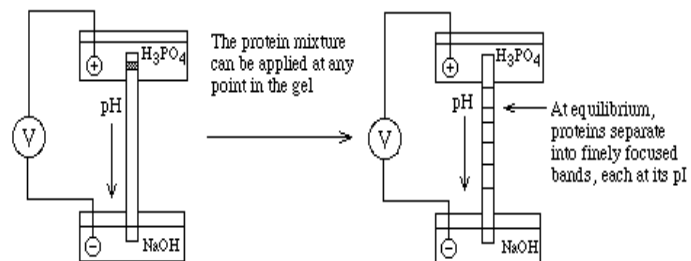 H₃PO₄
+
pH
V
−
NaOH
The protein mixture
can be applied at any
point in the gel
H₃PO₄
+
pH
V
−
NaOH
At equilibrium,
proteins separate
into finely focused
bands, each at its pI